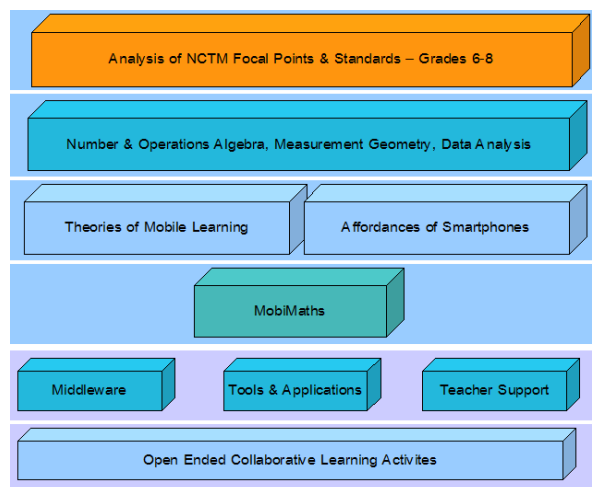 Analysis of NCTM Focal Points & Standards – Grades 6-8
Number & Operations Algebra, Measurement Geometry, Data Analysis
Theories of Mobile Learning
Affordances of Smartphones
MobiMaths
Middleware
Tools & Applications
Teacher Support
Open Ended Collaborative Learning Activites